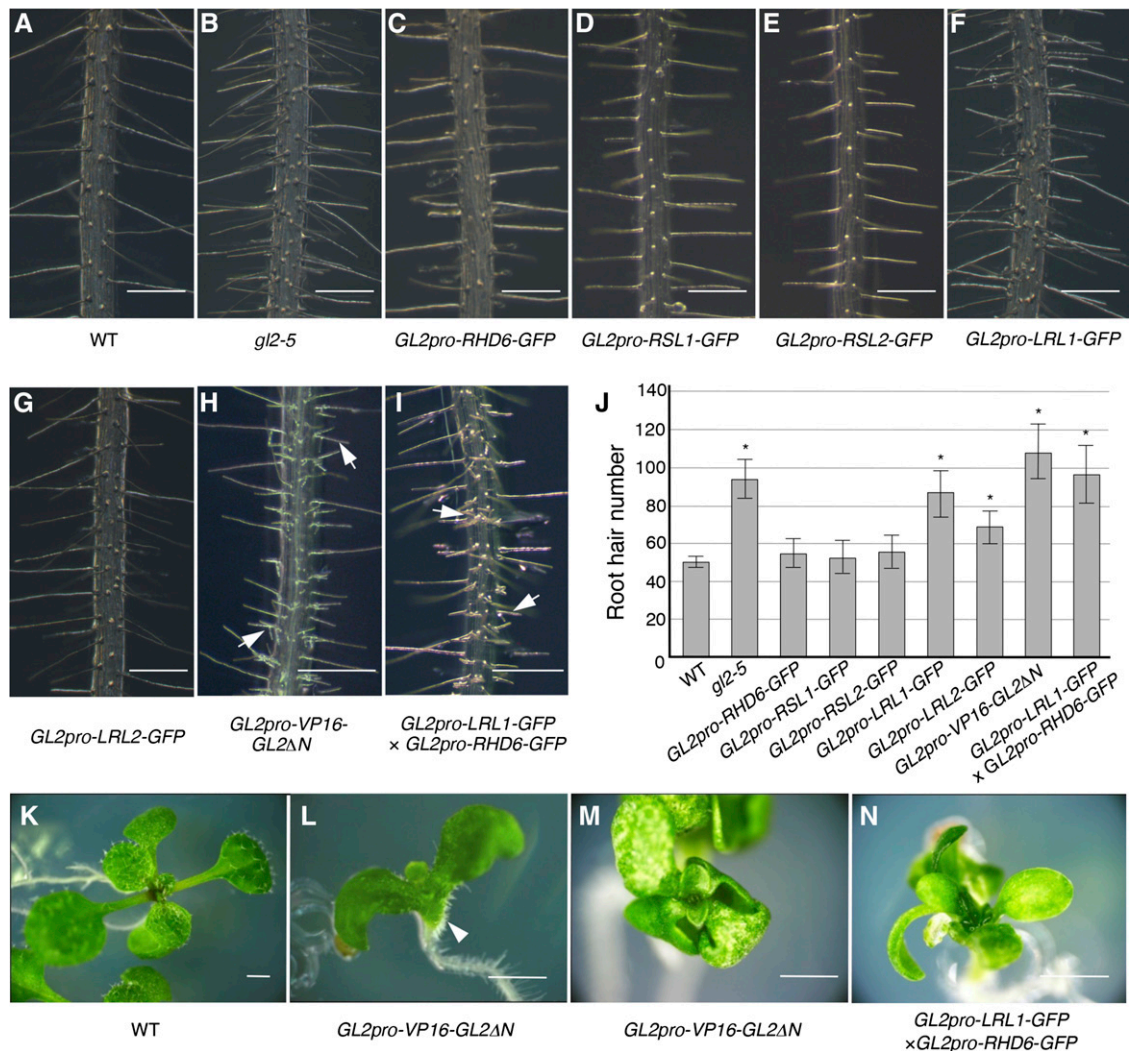 A
B
C
D
E
F
WT
gl2-5
GL2pro-RHD6-GFP
GL2pro-RSL1-GFP
GL2pro-RSL2-GFP
GL2pro-LRL1-GFP
G
H
I
GL2pro-LRL2-GFP
GL2pro-VP16-
GL2ΔN
GL2pro-LRL1-GFP
× GL2pro-RHD6-GFP
J
Root hair number
140
120
100
80
60
40
20
0
*
*
*
*
*
WT
gl2-5
GL2pro-RHD6-GFP
GL2pro-RSL1-GFP
GL2pro-RSL2-GFP
GL2pro-LRL1-GFP
GL2pro-LRL2-GFP
GL2pro-VP16-GL2ΔN
GL2pro-LRL1-GFP
x GL2pro-RHD6-GFP
K
L
M
N
WT
GL2pro-VP16-GL2ΔN
GL2pro-VP16-GL2ΔN
GL2pro-LRL1-GFP
×GL2pro-RHD6-GFP